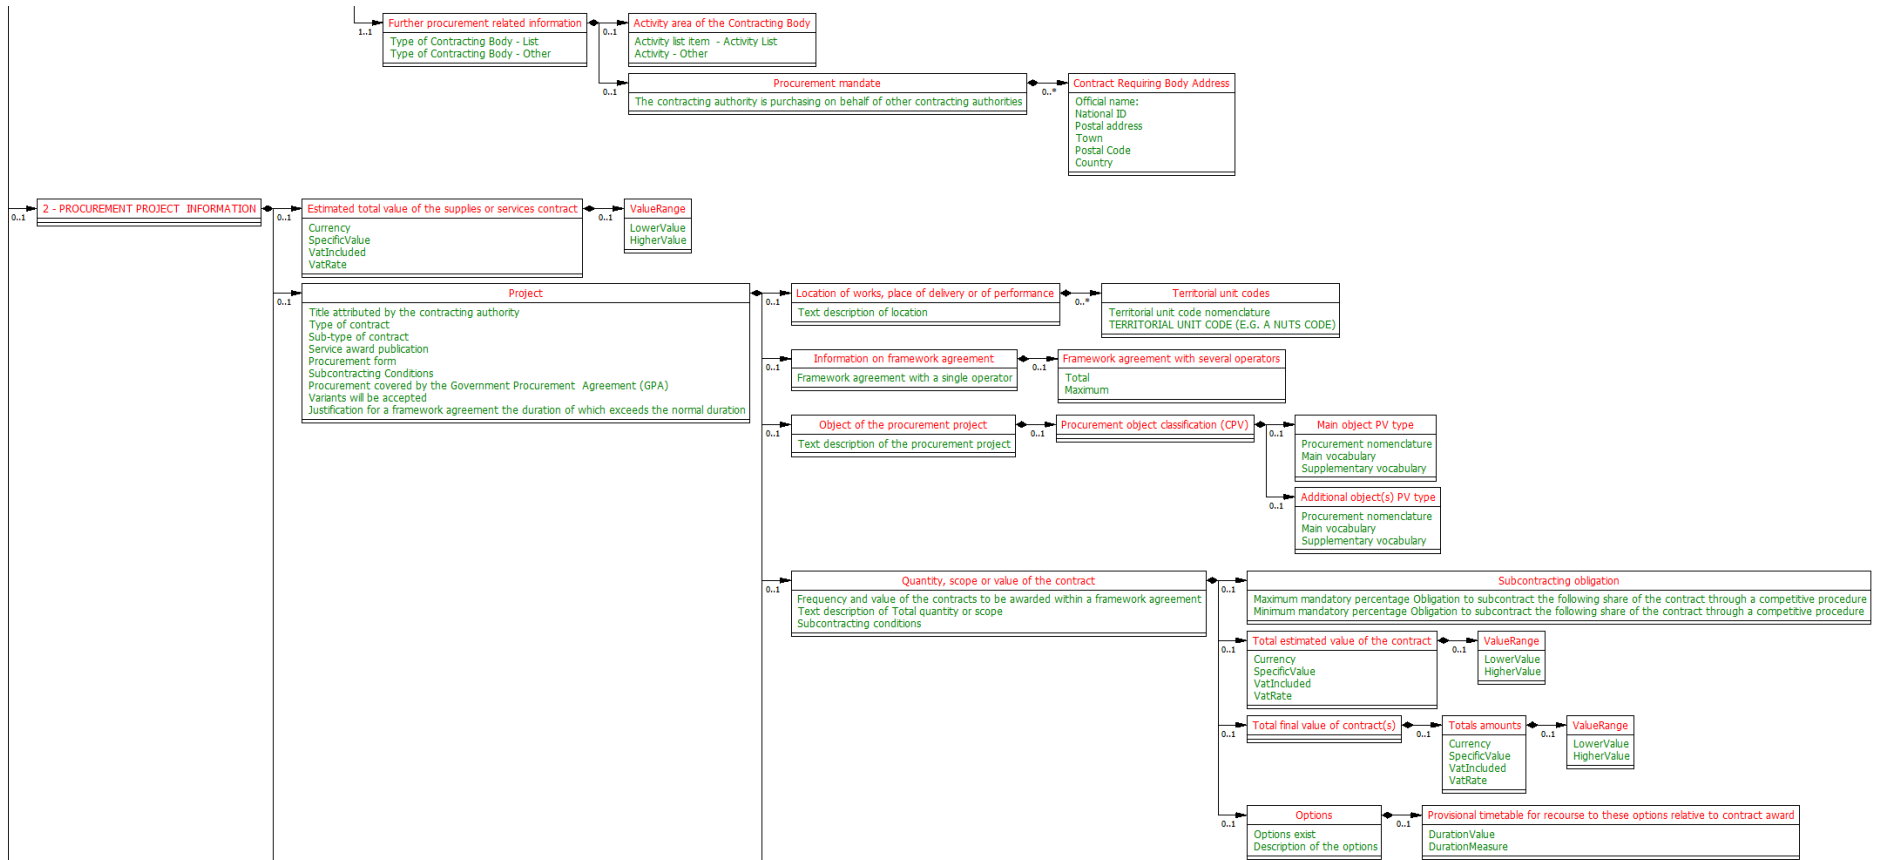 Further procurement related information
1..1
Type of Contracting Body - List
Type of Contracting Body - Other
0..1
Activity area of the Contracting Body
Activity list item  - Activity List
Activity - Other
0..1
Procurement mandate
The contracting authority is purchasing on behalf of other contracting authorities
0..*
Contract Requiring Body Address
Official name:
National ID
Postal address
Town
Postal Code
Country
0..1
2 - PROCUREMENT PROJECT  INFORMATION
0..1
Estimated total value of the supplies or services contract
Currency
SpecificValue
VatIncluded
VatRate
0..1
ValueRange
LowerValue
HigherValue
0..1
Project
Title attributed by the contracting authority
Type of contract
Sub-type of contract
Service award publication
Procurement form
Subcontracting Conditions
Procurement covered by the Government Procurement  Agreement (GPA)
Variants will be accepted
Justification for a framework agreement the duration of which exceeds the normal duration
0..1
Location of works, place of delivery or of performance
Text description of location
0..*
Territorial unit codes
Territorial unit code nomenclature
TERRITORIAL UNIT CODE (E.G. A NUTS CODE)
0..1
Information on framework agreement
Framework agreement with a single operator
0..1
Framework agreement with several operators
Total
Maximum
0..1
Object of the procurement project
Text description of the procurement project
0..1
Procurement object classification (CPV)
0..1
Main object PV type
Procurement nomenclature
Main vocabulary
Supplementary vocabulary
0..1
Additional object(s) PV type
Procurement nomenclature
Main vocabulary
Supplementary vocabulary
0..1
Quantity, scope or value of the contract
Frequency and value of the contracts to be awarded within a framework agreement
Text description of Total quantity or scope
Subcontracting conditions
0..1
Subcontracting obligation
Maximum mandatory percentage Obligation to subcontract the following share of the contract through a competitive procedure
Minimum mandatory percentage Obligation to subcontract the following share of the contract through a competitive procedure
0..1
Total estimated value of the contract
Currency
SpecificValue
VatIncluded
VatRate
0..1
ValueRange
LowerValue
HigherValue
0..1
Total final value of contract(s)
0..1
Totals amounts
Currency
SpecificValue
VatIncluded
VatRate
0..1
ValueRange
LowerValue
HigherValue
0..1
Options
Options exist
Description of the options
0..1
Provisional timetable for recourse to these options relative to contract award
DurationValue
DurationMeasure